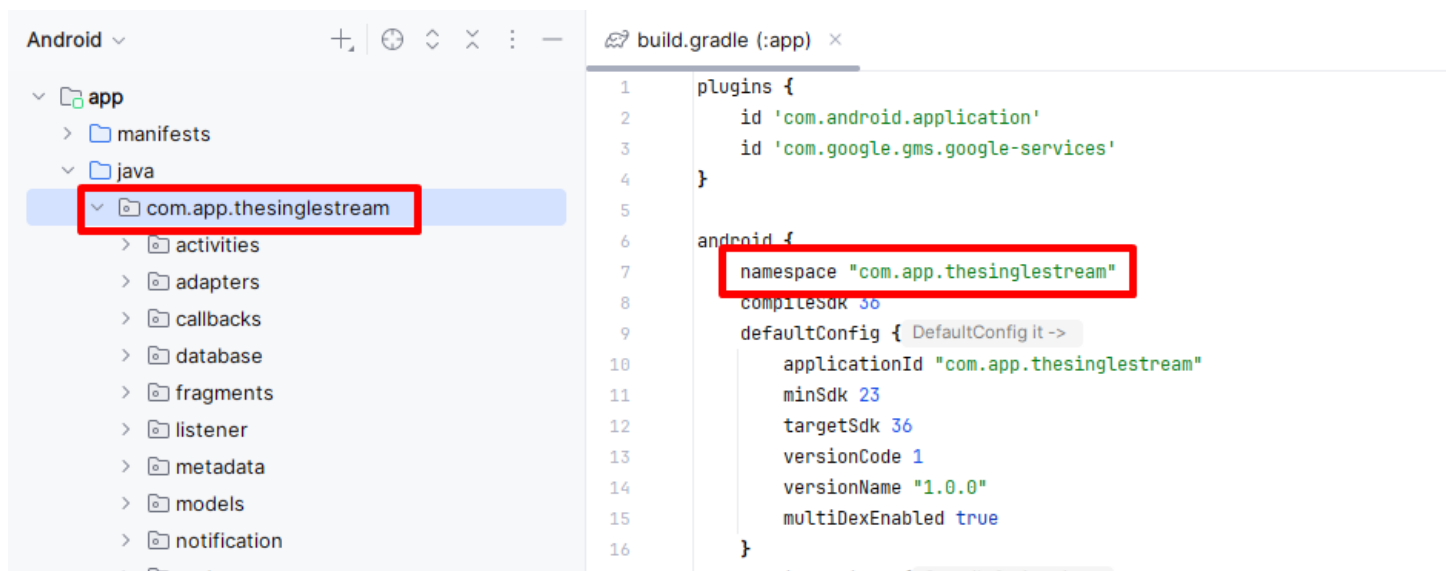 Android
app
manifests
java
com.app.thesinglestream
activities
adapters
callbacks
database
fragments
listener
metadata
models
notification
build.gradle (:app)
1 plugins {
2 id 'com.android.application'
3 id 'com.google.gms.google-services'
4 }
5
6 android {
7 namespace "com.app.thesinglestream"
8 compileSdk 36
9 defaultConfig { DefaultConfig it ->
10 applicationId "com.app.thesinglestream"
11 minSdk 23
12 targetSdk 36
13 versionCode 1
14 versionName "1.0.0"
15 multiDexEnabled true
16 }